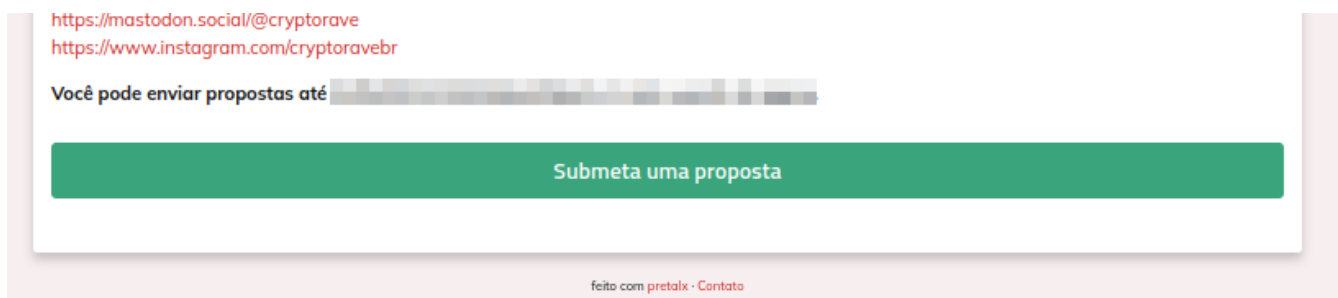 https://mastodon.social/@cryptorave
https://www.instagram.com/cryptoravebr
Você pode enviar propostas até
Submeta uma proposta
feito com pretalx · Contato